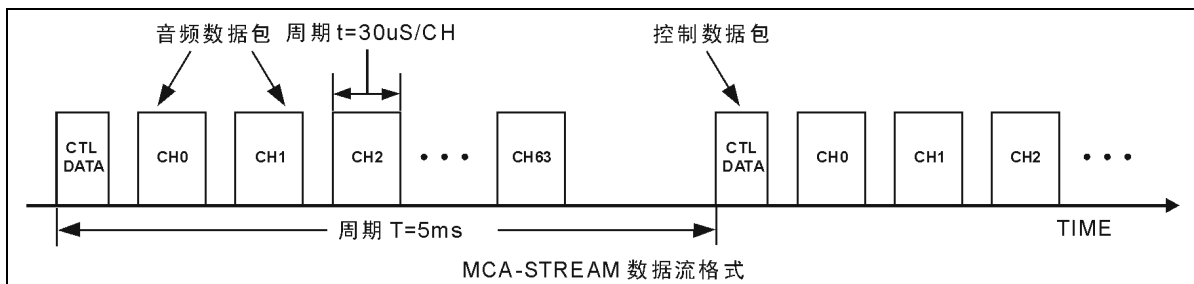 音频数据包 周期 t=30uS/CH 控制数据包
CTL DATA CH0 CH1 CH2 • • • CH63 CTL DATA CH0 CH1 CH2 • • •
周期 T=5ms TIME
MCA-STREAM 数据流格式